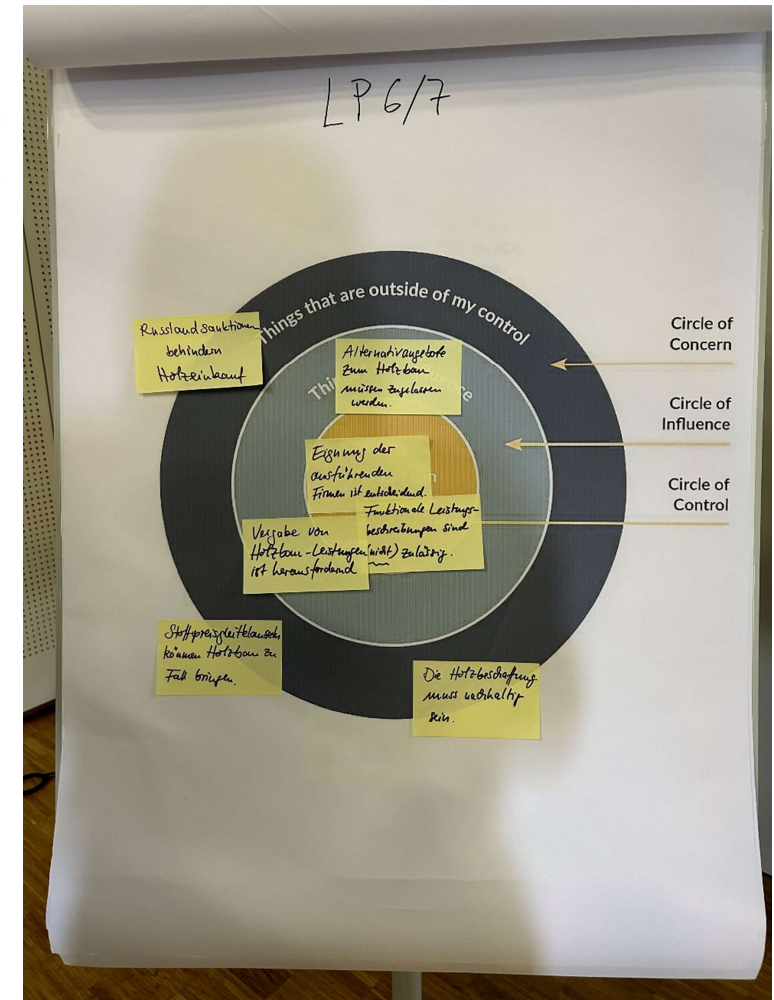 LP 6/7
Things that are outside of my control
Circle of
Concern
Circle of
Influence
Circle of
Control
Russlandsanktionen
behindern
Holzeinkauf
Alternativangebote
zum Holzbau
müssen zugelassen
werden.
Eignung der
ausführenden
Firmen ist entscheidend.
Funktionale Leistungs-
beschreibungen sind
(nicht) zulässig.
Vergabe von
Holzbau-Leistungen
ist herausfordernd
Stoffpreisgleitklauseln
können Holzbau zu
Fall bringen.
Die Holzbeschaffung
muss nachhaltig
sein.